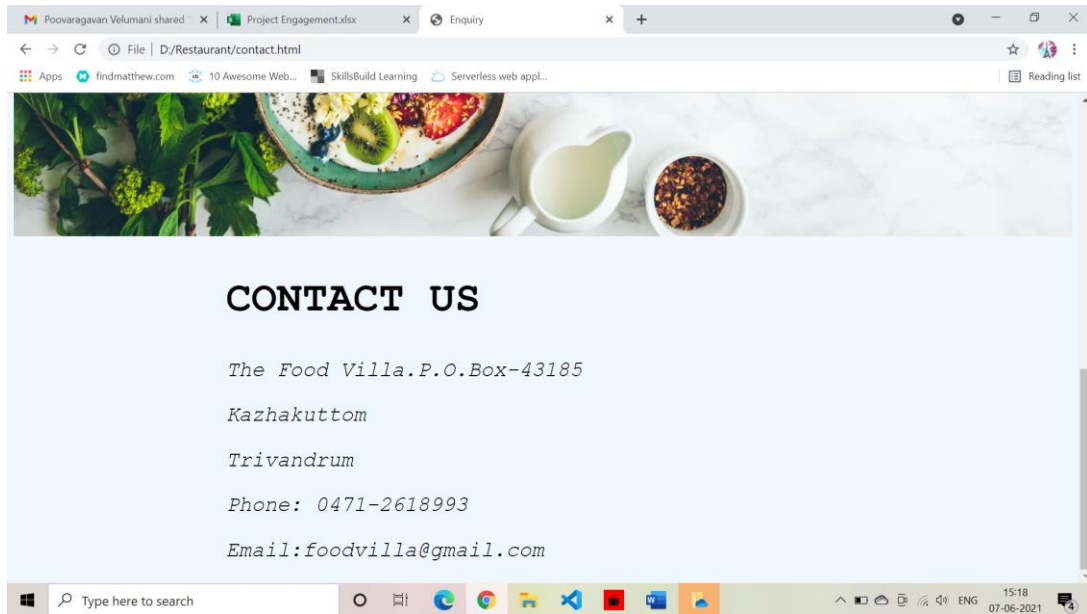 Poovaragavan Velumani shared
Project Engagement.xlsx
Enquiry
File | D:/Restaurant/contact.html
Apps
findmatthew.com
10 Awesome Web...
SkillsBuild Learning
Serverless web appl...
Reading list
CONTACT US
The Food Villa.P.O.Box-43185
Kazhakuttom
Trivandrum
Phone: 0471-2618993
Email:foodvilla@gmail.com
Type here to search
ENG
15:18
07-06-2021